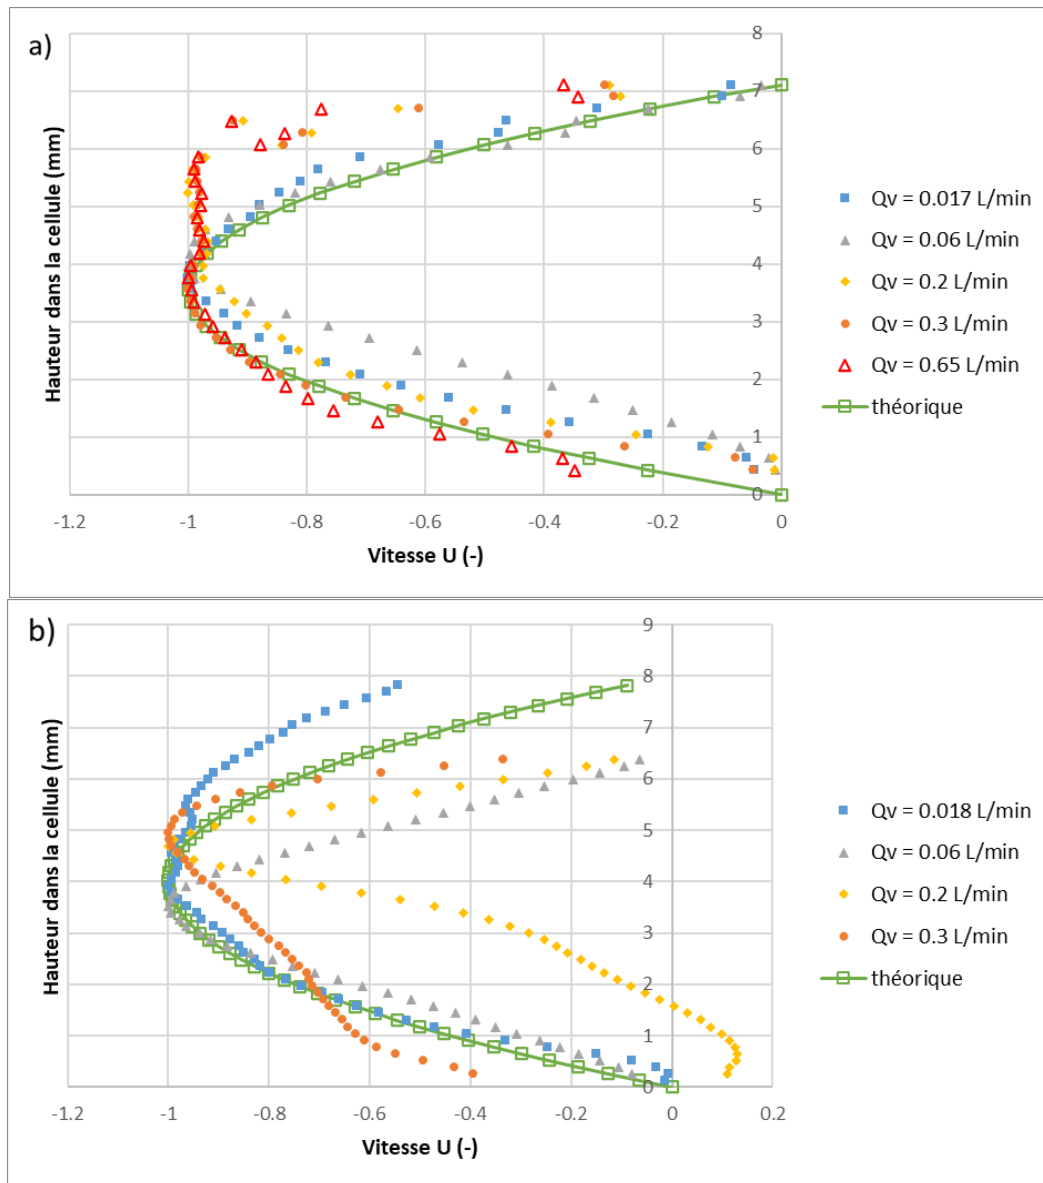 a)
8
7
6
5
4
3
2
1
0
-1.2 -1 -0.8 -0.6 -0.4 -0.2 0
Hauteur dans la cellule (mm)
Vitesse U (-)
Qv = 0.017 L/min
Qv = 0.06 L/min
Qv = 0.2 L/min
Qv = 0.3 L/min
Qv = 0.65 L/min
théorique
b)
9
8
7
6
5
4
3
2
1
0
-1.2 -1 -0.8 -0.6 -0.4 -0.2 0 0.2
Hauteur dans la cellule (mm)
Vitesse U (-)
Qv = 0.018 L/min
Qv = 0.06 L/min
Qv = 0.2 L/min
Qv = 0.3 L/min
théorique